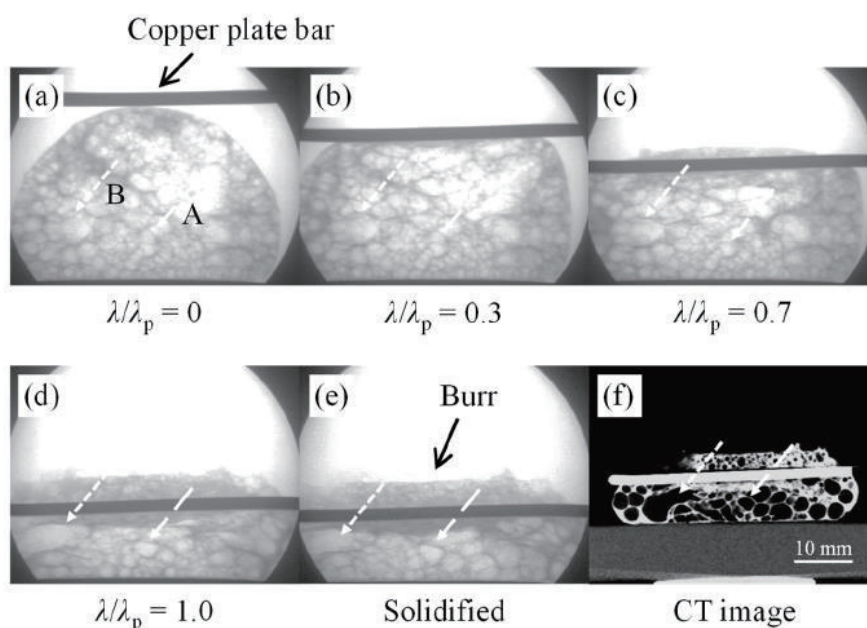 Copper plate bar
(a)
(b)
(c)
B
A
λ/λp = 0
λ/λp = 0.3
λ/λp = 0.7
(d)
(e)
Burr
(f)
10 mm
λ/λp = 1.0
Solidified
CT image